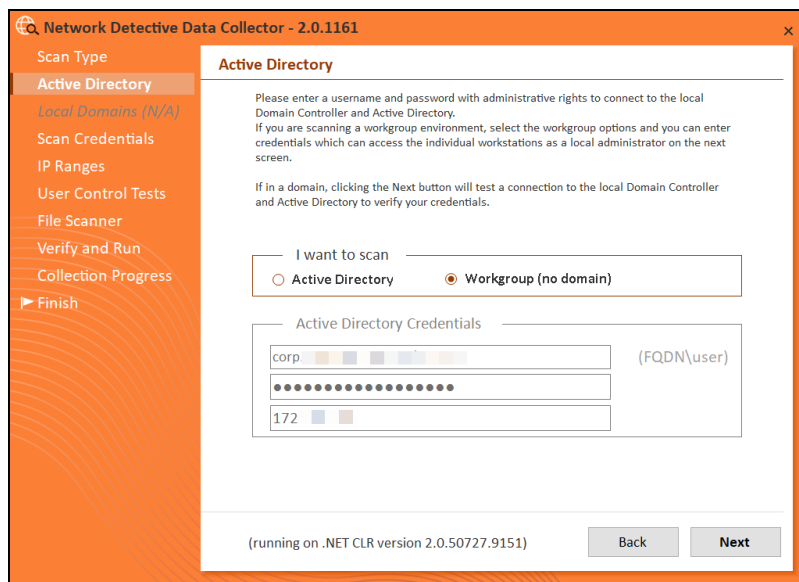 Network Detective Data Collector - 2.0.1161
×
Scan Type
Active Directory
Local Domains (N/A)
Scan Credentials
IP Ranges
User Control Tests
File Scanner
Verify and Run
Collection Progress
Finish
Active Directory
Please enter a username and password with administrative rights to connect to the local
Domain Controller and Active Directory.
If you are scanning a workgroup environment, select the workgroup options and you can enter
credentials which can access the individual workstations as a local administrator on the next
screen.
If in a domain, clicking the Next button will test a connection to the local Domain Controller
and Active Directory to verify your credentials.
I want to scan
Active Directory
Workgroup (no domain)
Active Directory Credentials
corp
(FQDN\user)
●●●●●●●●●●●●●●●●●●
172
(running on .NET CLR version 2.0.50727.9151)
Back
Next